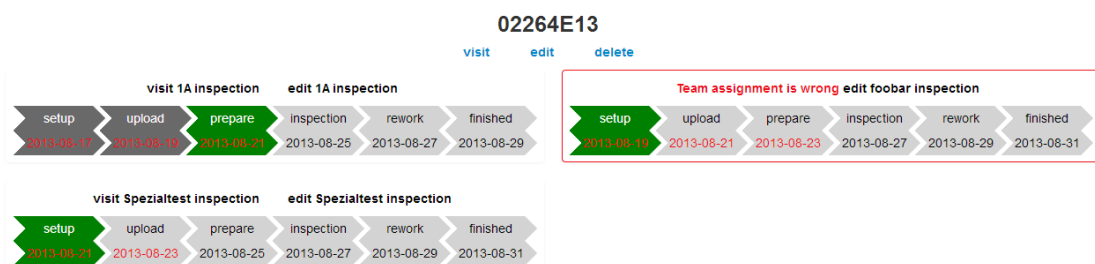 02264E13
visit edit delete
visit 1A inspection edit 1A inspection
setup upload prepare inspection rework finished
2013-08-17 2013-08-19 2013-08-21 2013-08-25 2013-08-27 2013-08-29
Team assignment is wrong edit foobar inspection
setup upload prepare inspection rework finished
2013-08-19 2013-08-21 2013-08-23 2013-08-27 2013-08-29 2013-08-31
visit Spezialtest inspection edit Spezialtest inspection
setup upload prepare inspection rework finished
2013-08-21 2013-08-23 2013-08-25 2013-08-27 2013-08-29 2013-08-31